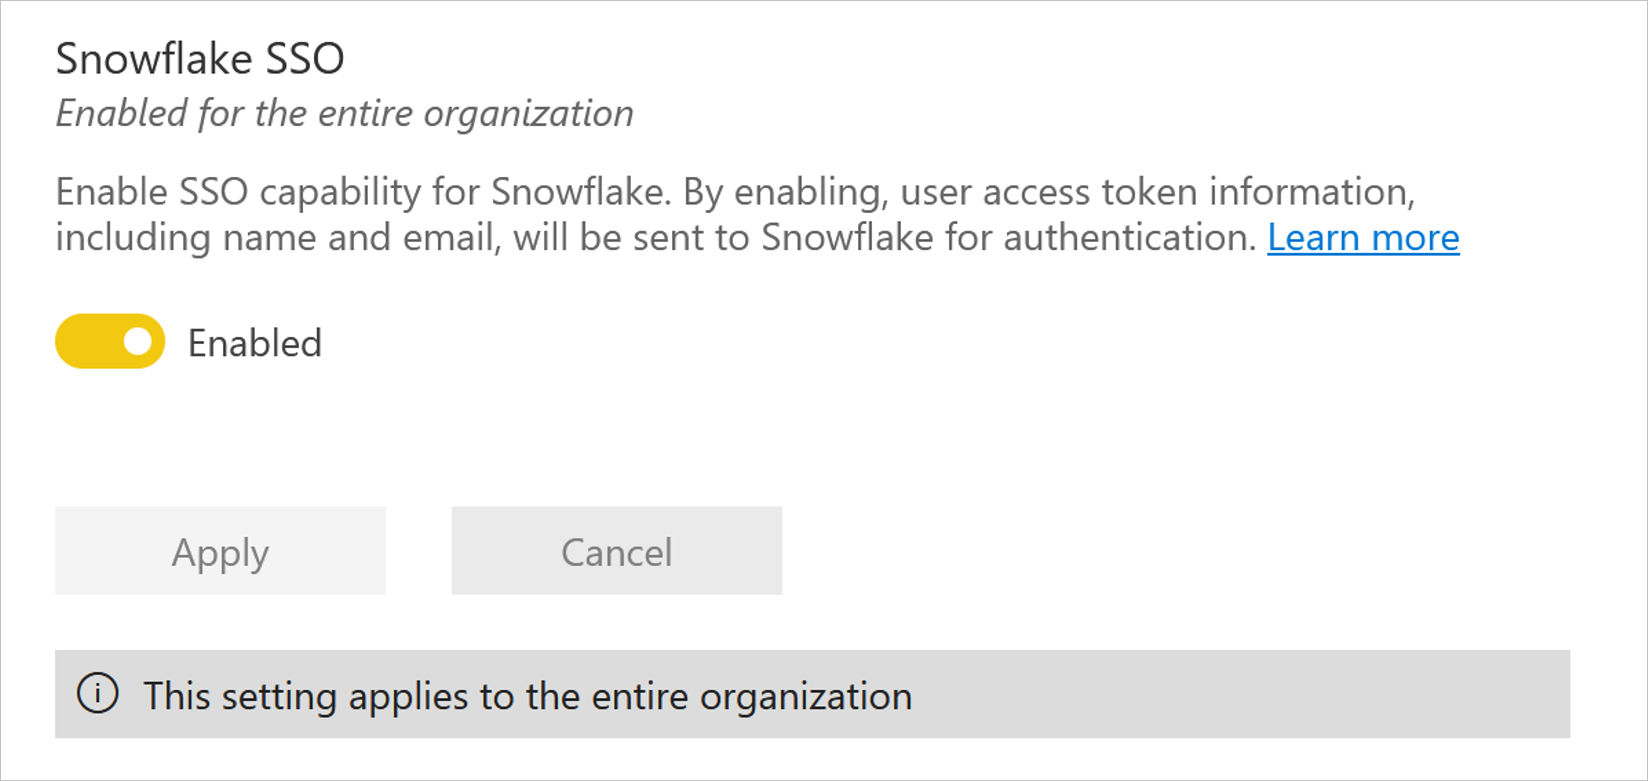 Snowflake SSO
Enabled for the entire organization
Enable SSO capability for Snowflake. By enabling, user access token information,
including name and email, will be sent to Snowflake for authentication. Learn more
Enabled
Apply
Cancel
This setting applies to the entire organization